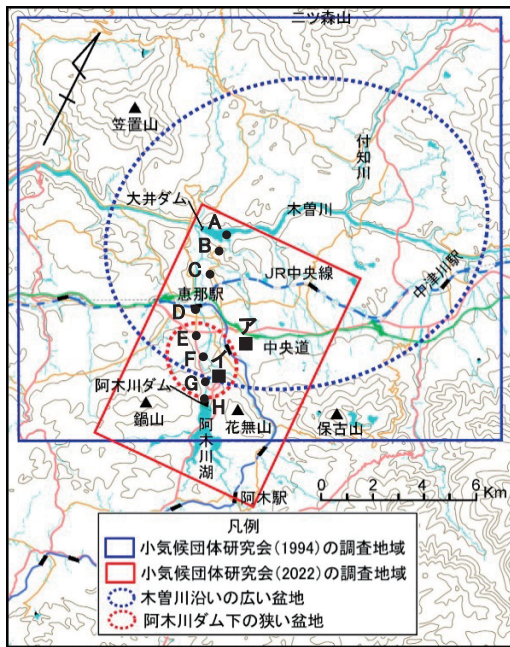 二ツ森山
笠置山
付知川
大井ダム
木曽川
A
B
C
JR中央線
中津川駅
恵那駅
D
ア
E
中央道
F
イ
阿木川ダム
G
H
鍋山
花無山
保古山
阿木川湖
阿木駅
0 2 4 6
Km
凡例
小気候団体研究会(1994)の調査地域
小気候団体研究会(2022)の調査地域
木曽川沿いの広い盆地
阿木川ダム下の狭い盆地